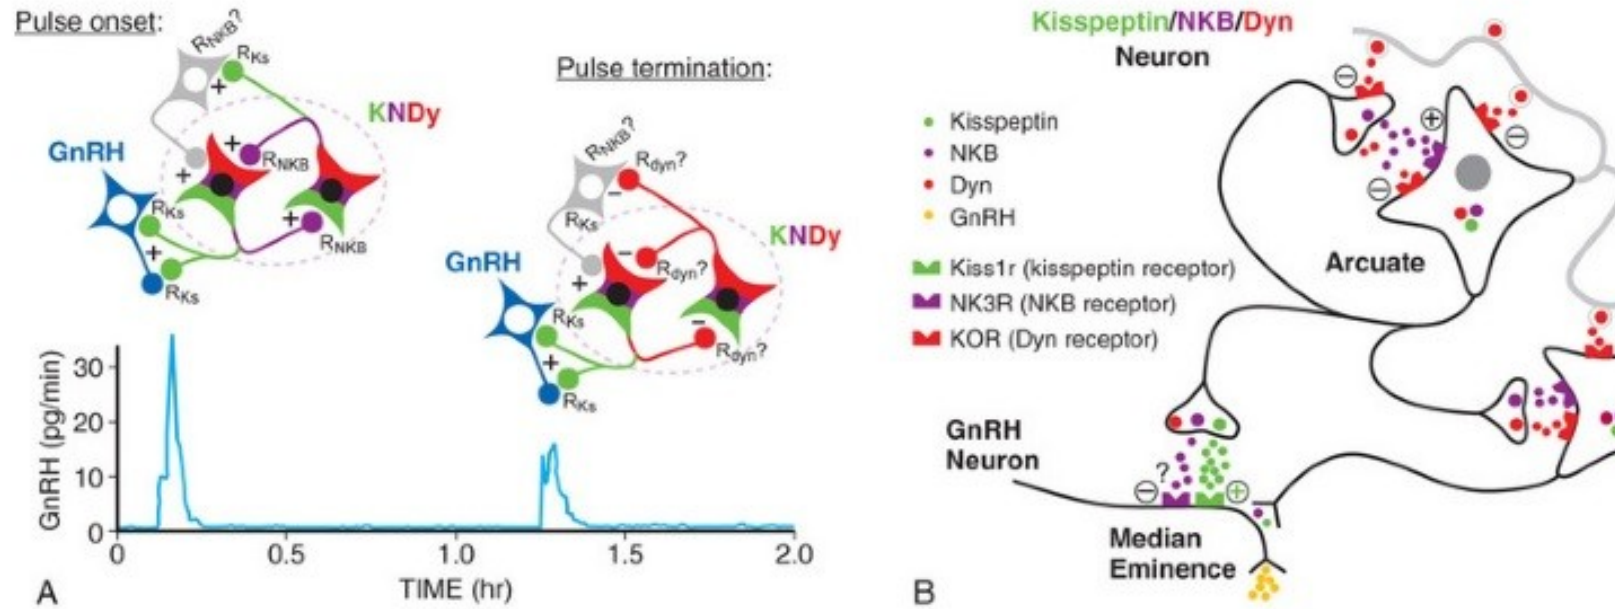 Pulse onset:
RNKB?
RKs
+
KNDy
GnRH
+
RNKB
+
RKs
+
RNKB
+
RKs
Pulse termination:
RNKB?
Rdyn?
−
RKs
KNDy
GnRH
−
Rdyn?
+
RKs
−
Rdyn?
+
RKs
GnRH (pg/min)
30
20
10
0
0
0.5
1.0
1.5
2.0
TIME (hr)
A
Kisspeptin/NKB/Dyn
Neuron
Kisspeptin
NKB
Dyn
GnRH
Kiss1r (kisspeptin receptor)
NK3R (NKB receptor)
KOR (Dyn receptor)
−
+
−
−
Arcuate
GnRH
Neuron
?
−
+
Median
Eminence
B